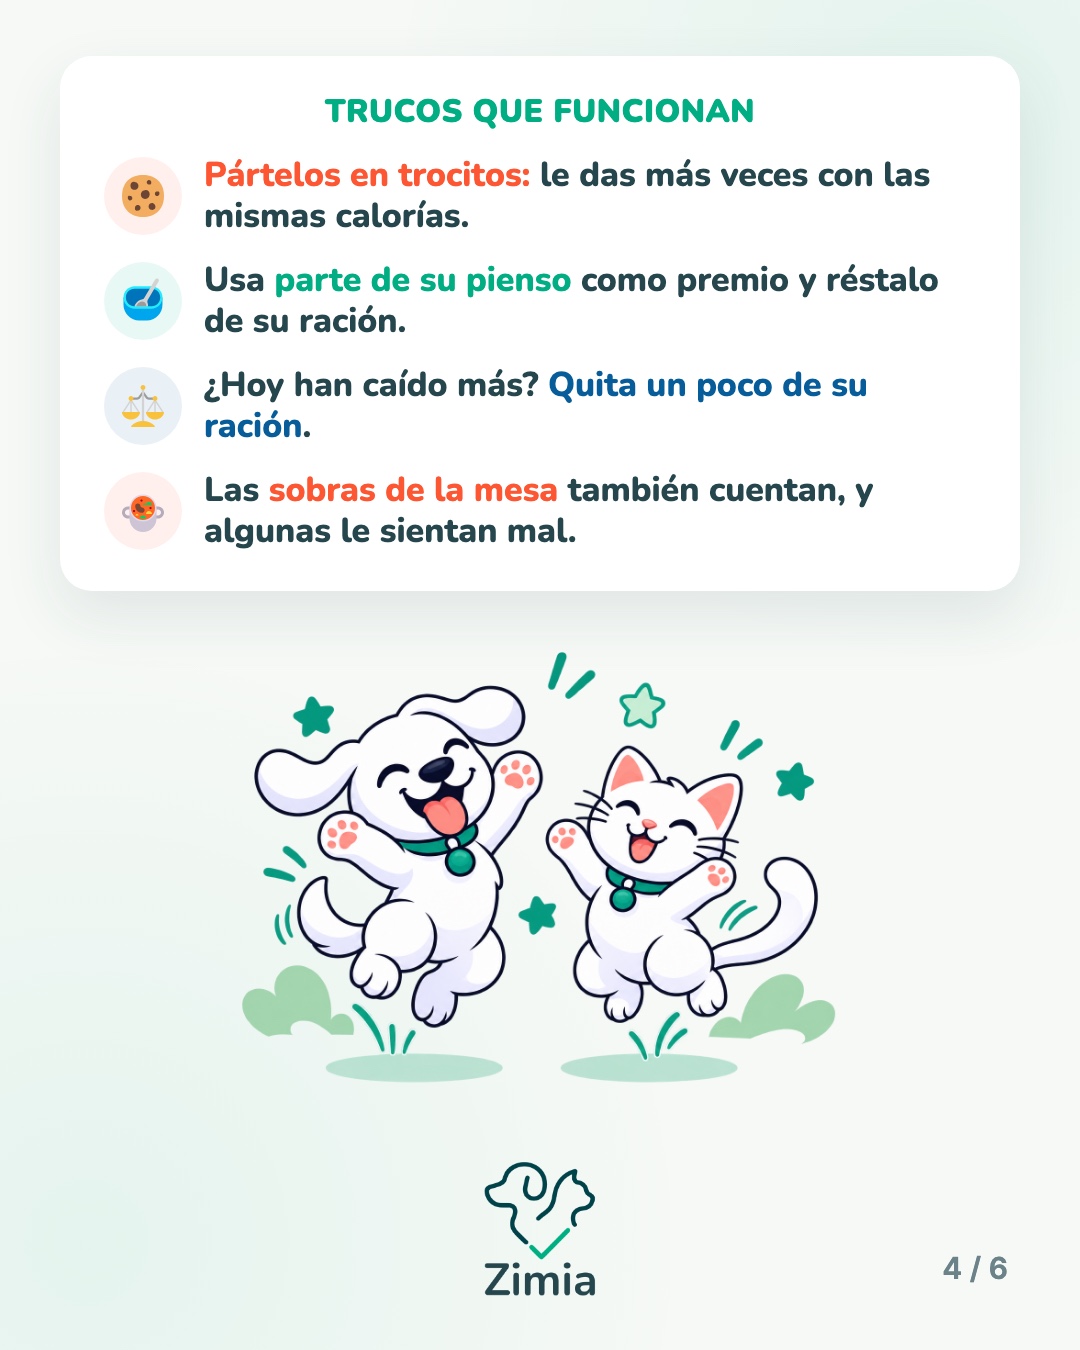 TRUCOS QUE FUNCIONAN
Pártelos en trocitos: le das más veces con las
mismas calorías.
Usa parte de su pienso como premio y réstalo
de su ración.
¿Hoy han caído más? Quita un poco de su
ración.
Las sobras de la mesa también cuentan, y
algunas le sientan mal.
Zimia
4 / 6